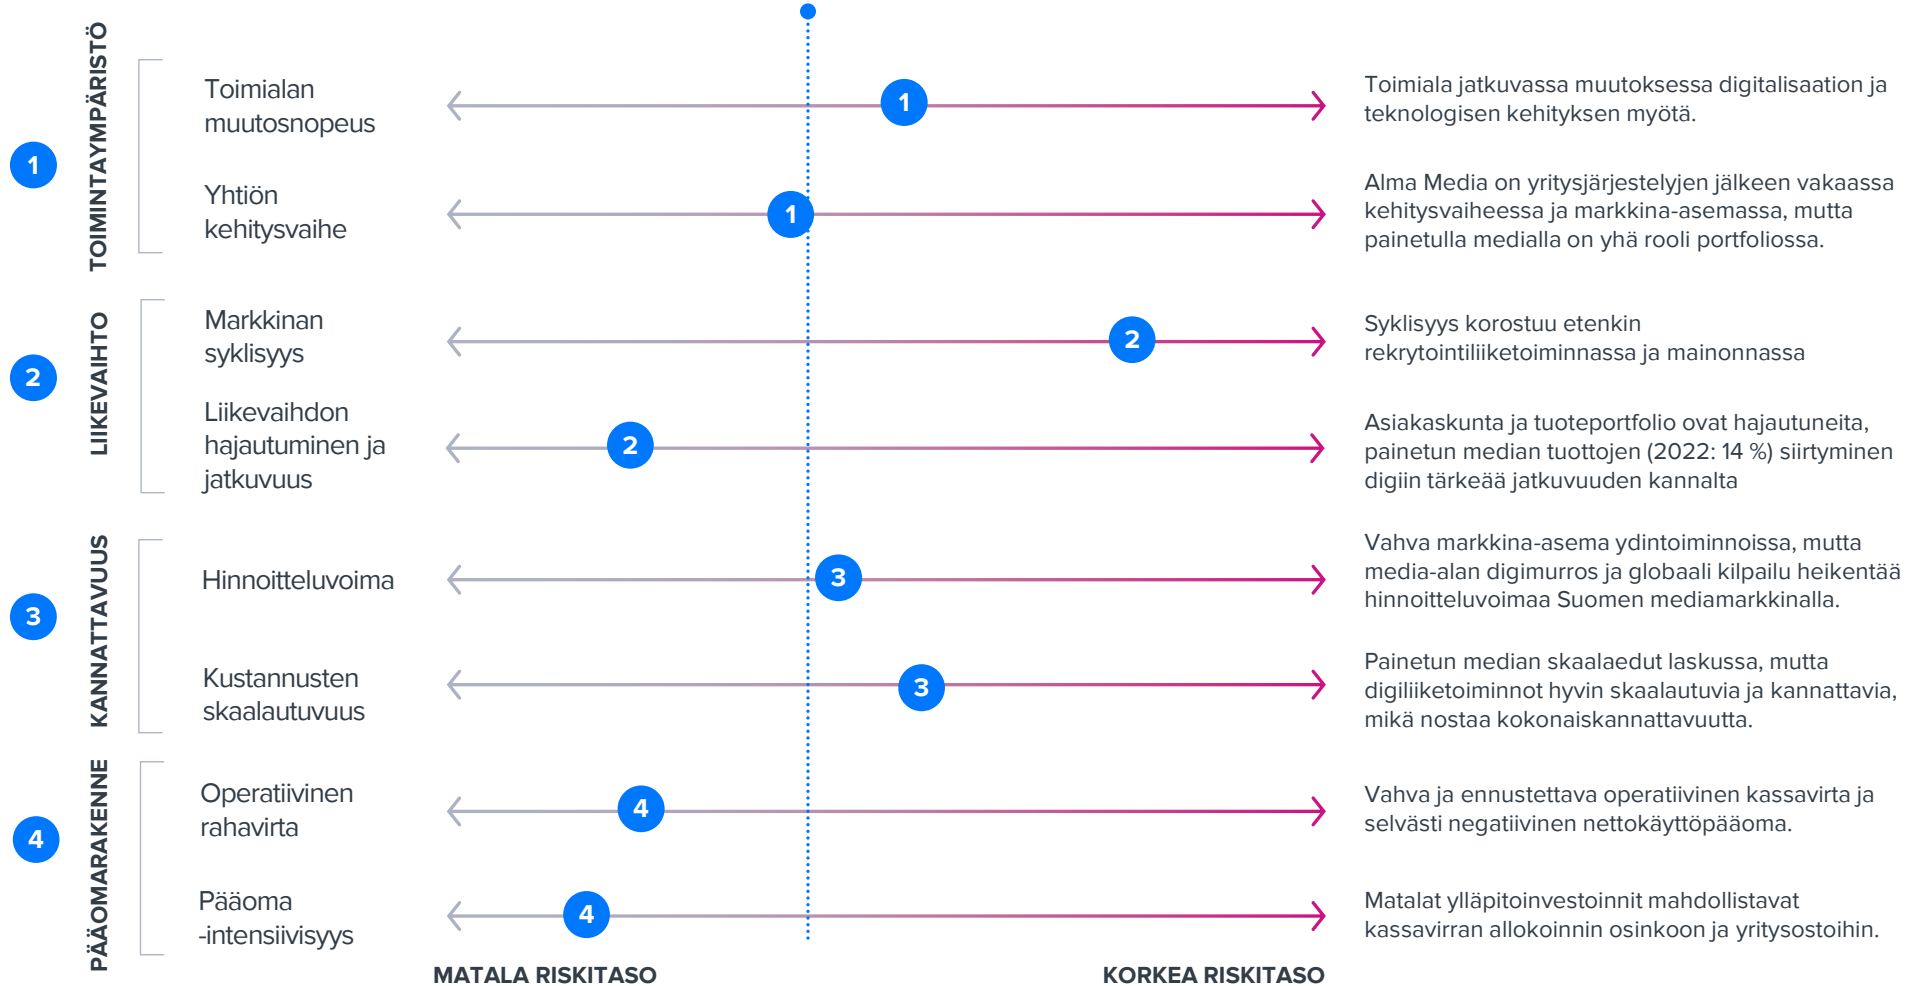 1
TOIMINTAYMPÄRISTÖ
Toimialan
muutosnopeus
1
Toimiala jatkuvassa muutoksessa digitalisaation ja
teknologisen kehityksen myötä.
Yhtiön
kehitysvaihe
1
Alma Media on yritysjärjestelyjen jälkeen vakaassa
kehitysvaiheessa ja markkina-asemassa, mutta
painetulla medialla on yhä rooli portfoliossa.
2
LIIKEVAIHTO
Markkinan
syklisyys
2
Syklisyys korostuu etenkin
rekrytointiliiketoiminnassa ja mainonnassa
Liikevaihdon
hajautuminen ja
jatkuvuus
2
Asiakaskunta ja tuoteportfolio ovat hajautuneita,
painetun median tuottojen (2022: 14 %) siirtyminen
digiin tärkeää jatkuvuuden kannalta
3
KANNATTAVUUS
Hinnoitteluvoima
3
Vahva markkina-asema ydintoiminnoissa, mutta
media-alan digimurros ja globaali kilpailu heikentää
hinnoitteluvoimaa Suomen mediamarkkinalla.
Kustannusten
skaalautuvuus
3
Painetun median skaalaedut laskussa, mutta
digiliiketoiminnot hyvin skaalautuvia ja kannattavia,
mikä nostaa kokonaiskannattavuutta.
4
PÄÄOMARAKENNE
Operatiivinen
rahavirta
4
Vahva ja ennustettava operatiivinen kassavirta ja
selvästi negatiivinen nettokäyttöpääoma.
Pääoma
-intensiivisyys
4
Matalat ylläpitoinvestoinnit mahdollistavat
kassavirran allokoinnin osinkoon ja yritysostoihin.
MATALA RISKITASO
KORKEA RISKITASO